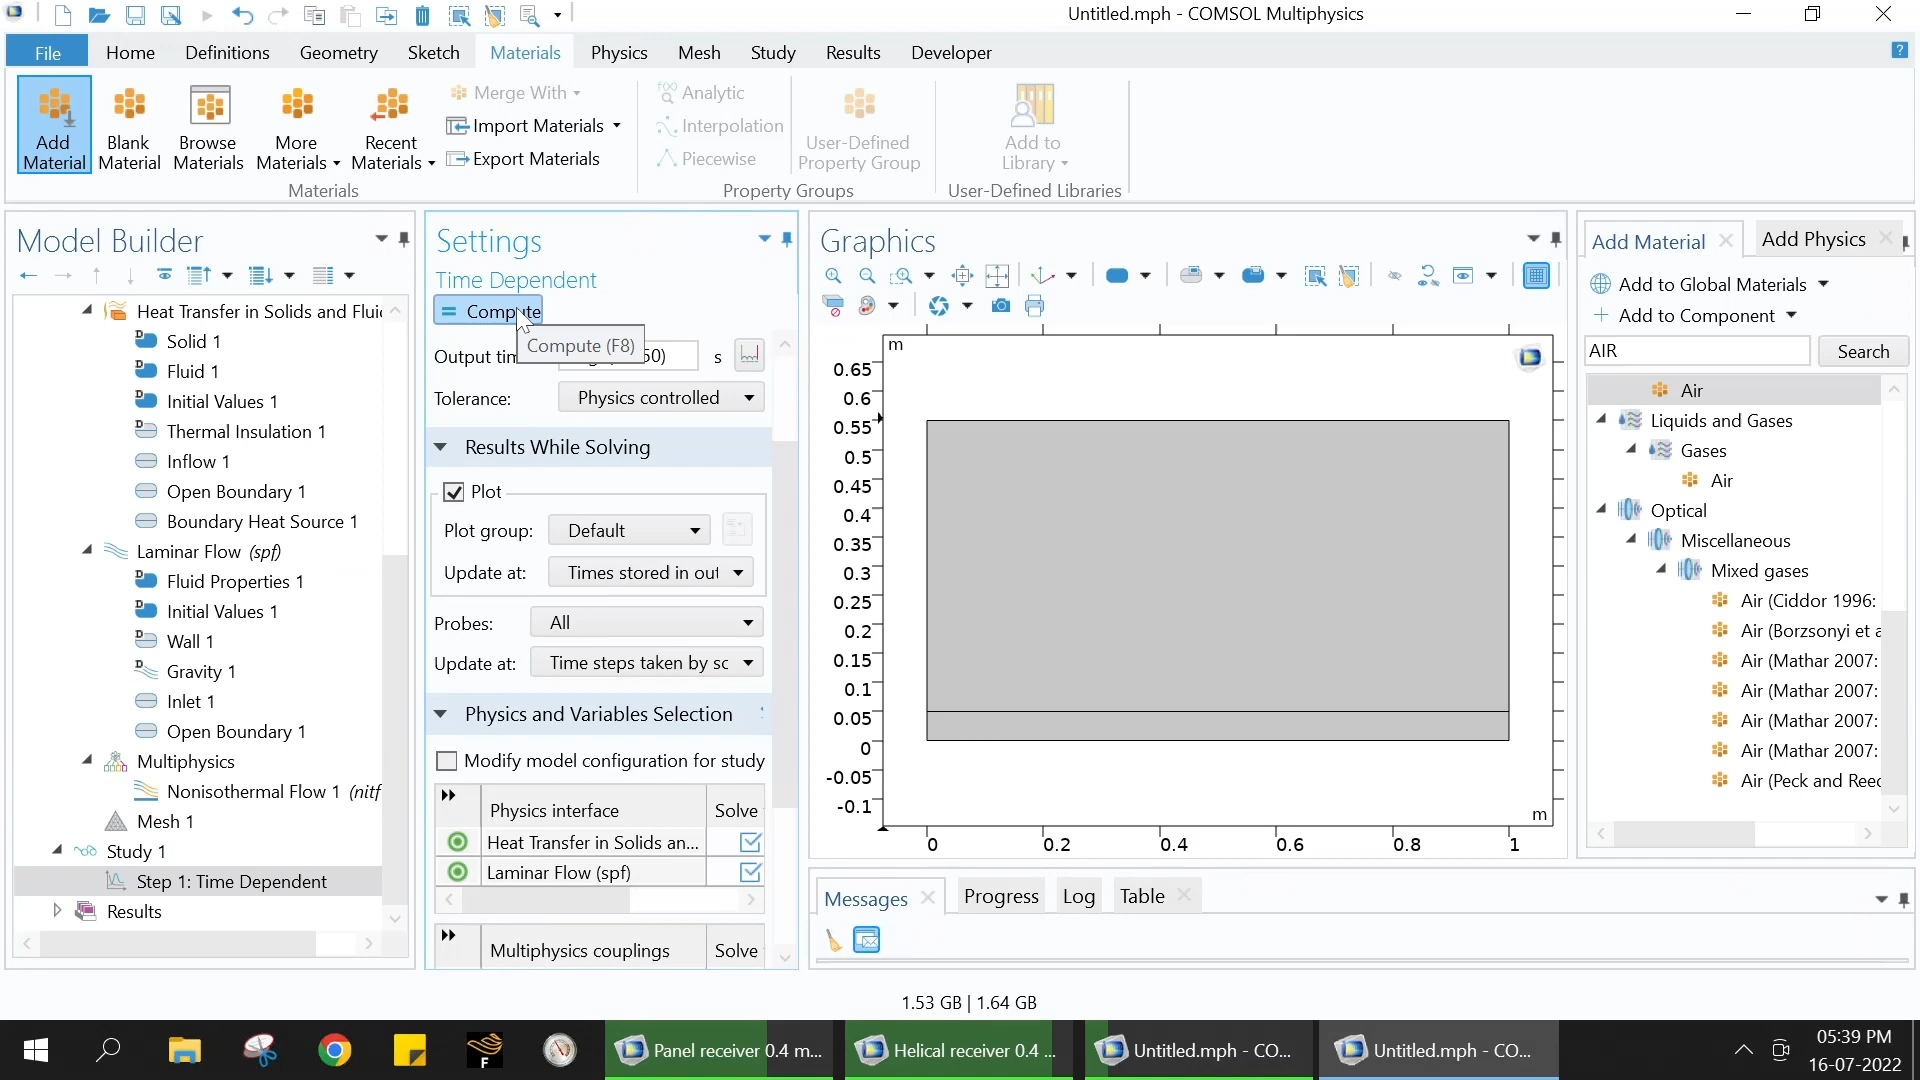 Untitled.mph - COMSOL Multiphysics
File Home Definitions Geometry Sketch Materials Physics Mesh Study Results Developer
Add Material
Blank Material
Browse Materials
More Materials
Recent Materials
Merge With
Import Materials
Export Materials
Materials
Analytic
Interpolation
Piecewise
User-Defined Property Group
Property Groups
Add to Library
User-Defined Libraries
Model Builder
Heat Transfer in Solids and Flui
Solid 1
Fluid 1
Initial Values 1
Thermal Insulation 1
Inflow 1
Open Boundary 1
Boundary Heat Source 1
Laminar Flow (spf)
Fluid Properties 1
Initial Values 1
Wall 1
Gravity 1
Inlet 1
Open Boundary 1
Multiphysics
Nonisothermal Flow 1 (nitf
Mesh 1
Study 1
Step 1: Time Dependent
Results
Settings
Time Dependent
= Compute
Compute (F8)
Output tim 50) s
Tolerance: Physics controlled
Results While Solving
Plot
Plot group: Default
Update at: Times stored in out
Probes: All
Update at: Time steps taken by so
Physics and Variables Selection
Modify model configuration for study
Physics interface Solve
Heat Transfer in Solids an...
Laminar Flow (spf)
Multiphysics couplings Solve
Graphics
m
0.65
0.6
0.55
0.5
0.45
0.4
0.35
0.3
0.25
0.2
0.15
0.1
0.05
0
-0.05
-0.1
m
0 0.2 0.4 0.6 0.8 1
Messages Progress Log Table
Add Material Add Physics
Add to Global Materials
+ Add to Component
AIR Search
Air
Liquids and Gases
Gases
Air
Optical
Miscellaneous
Mixed gases
Air (Ciddor 1996:
Air (Borzsonyi et a
Air (Mathar 2007:
Air (Mathar 2007:
Air (Mathar 2007:
Air (Mathar 2007:
Air (Peck and Reec
1.53 GB | 1.64 GB
Panel receiver 0.4 m...
Helical receiver 0.4 ...
Untitled.mph - CO...
Untitled.mph - CO...
05:39 PM
16-07-2022